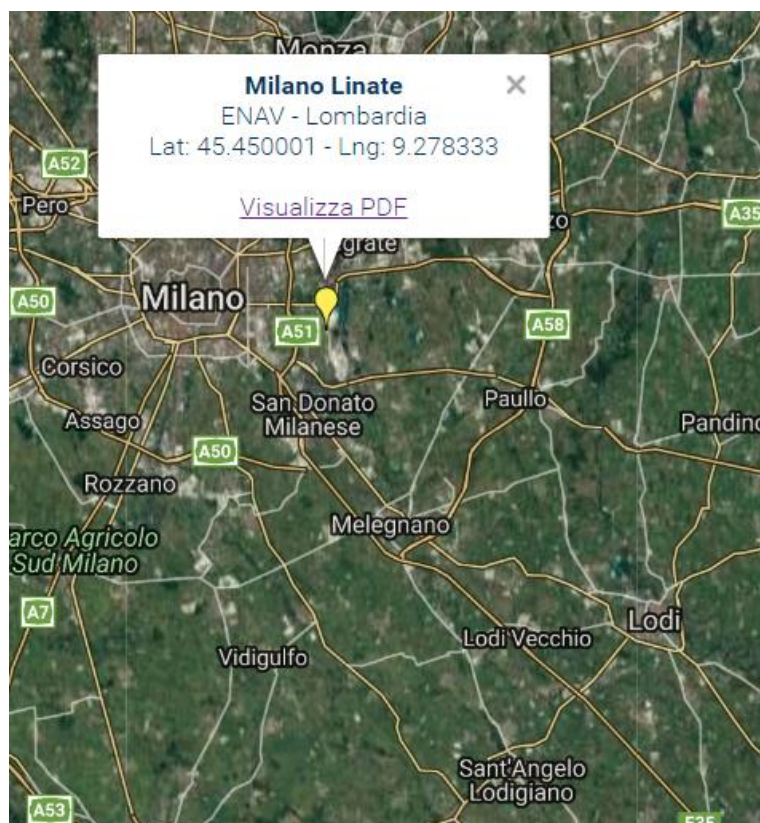 Monza
Milano Linate
×
ENAV - Lombardia
Lat: 45.450001 - Lng: 9.278333
Visualizza PDF
A52
Pero
A35
grate
zo
A50
Milano
A51
A58
Corsico
San Donato
Milanese
Paullo
Assago
Pandino
A50
Rozzano
Melegnano
arco Agricolo
Sud Milano
A7
Lodi
Lodi Vecchio
Vidigulfo
Sant'Angelo
Lodigiano
A53
E35